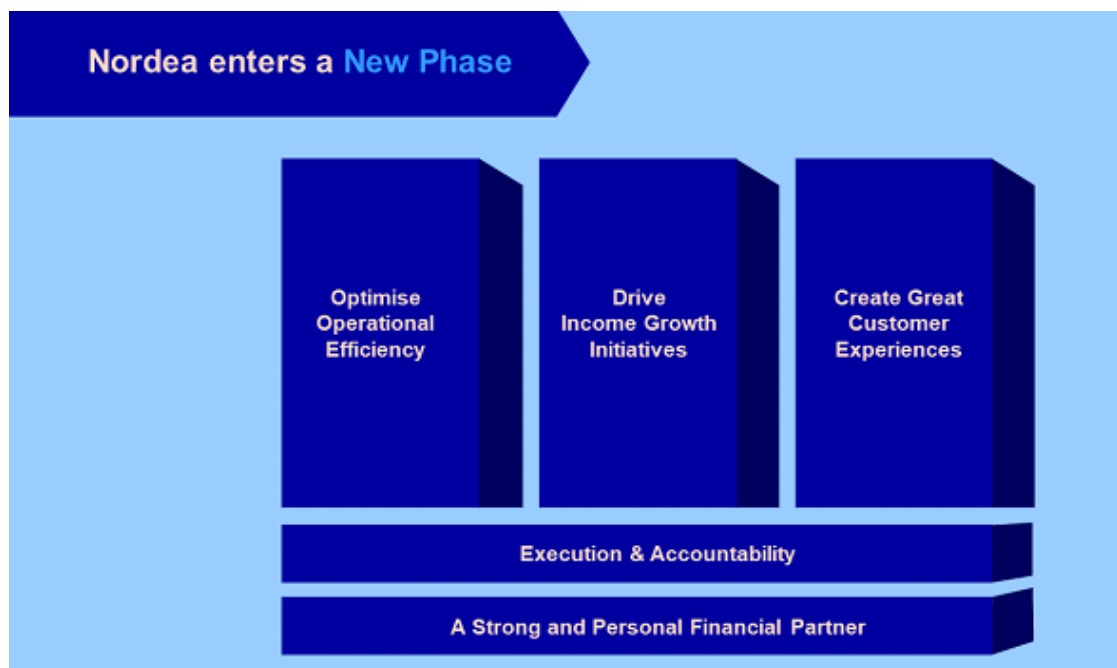 Nordea enters a New Phase
Optimise
Operational
Efficiency
Drive
Income Growth
Initiatives
Create Great
Customer
Experiences
Execution & Accountability
A Strong and Personal Financial Partner